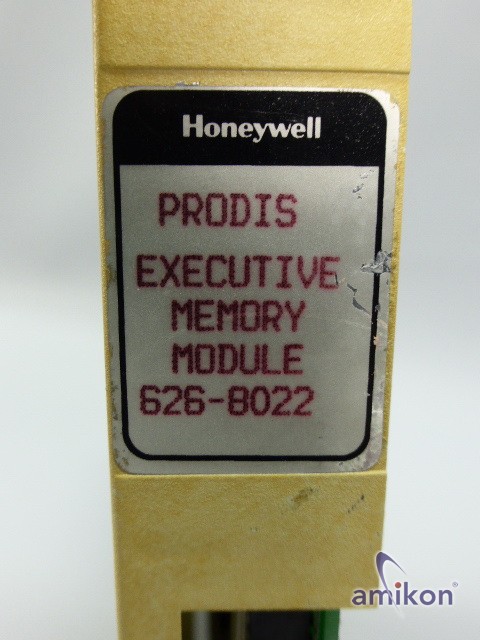 Honeywell
PRODIS
EXECUTIVE
MEMORY
MODULE
626-8022
amikon®